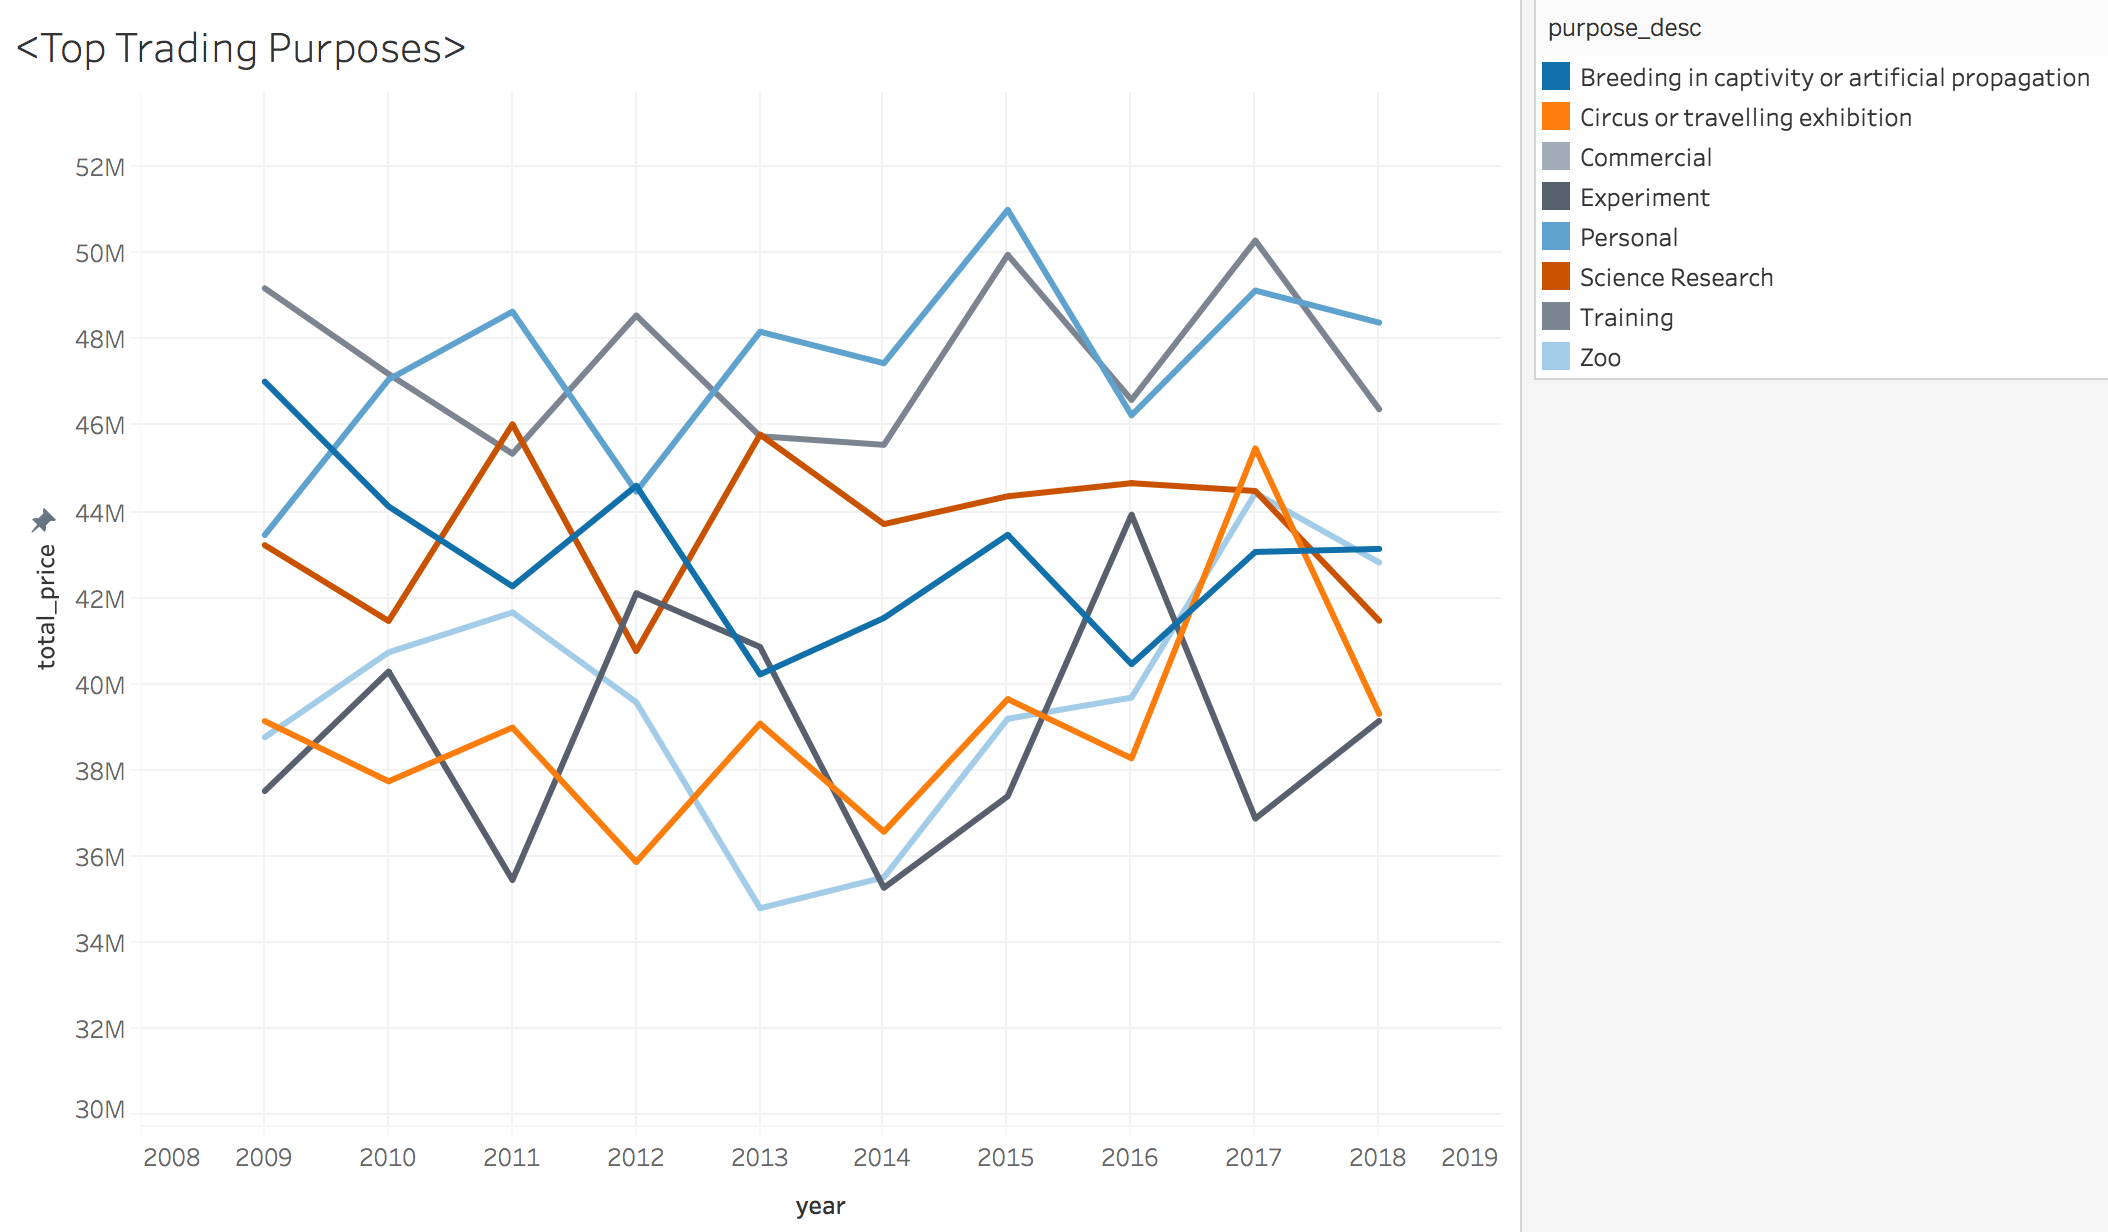 <Top Trading Purposes>
52M
50M
48M
46M
44M
42M
40M
38M
36M
34M
32M
30M
total_price
2008 2009 2010 2011 2012 2013 2014 2015 2016 2017 2018 2019
year
purpose_desc
Breeding in captivity or artificial propagation
Circus or travelling exhibition
Commercial
Experiment
Personal
Science Research
Training
Zoo